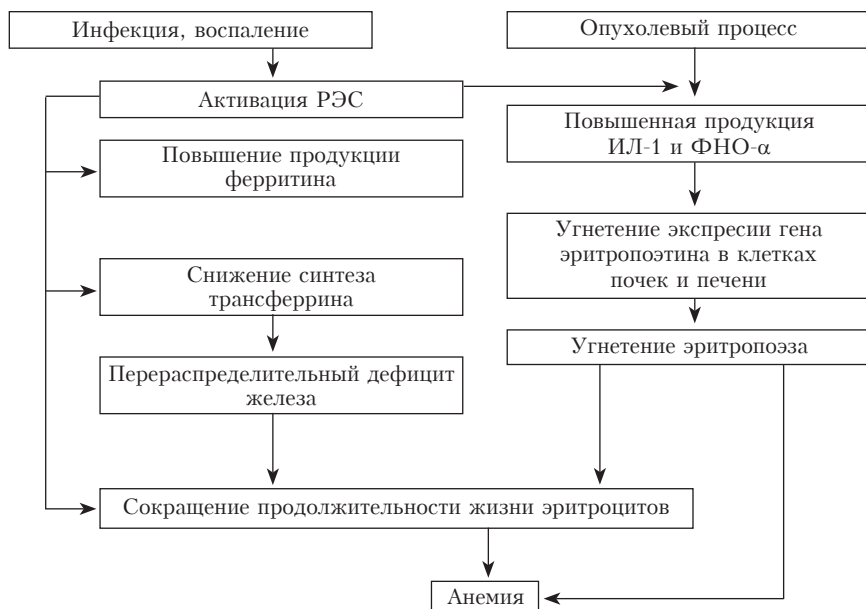 Инфекция, воспаление
Опухолевый процесс
Активация РЭС
Повышенная продукция
ИЛ-1 и ФНО-α
Повышение продукции
ферритина
Угнетение экспресии гена
эритропоэтина в клетках
почек и печени
Снижение синтеза
трансферрина
Угнетение эритропоэза
Перераспределительный дефицит
железа
Сокращение продолжительности жизни эритроцитов
Анемия